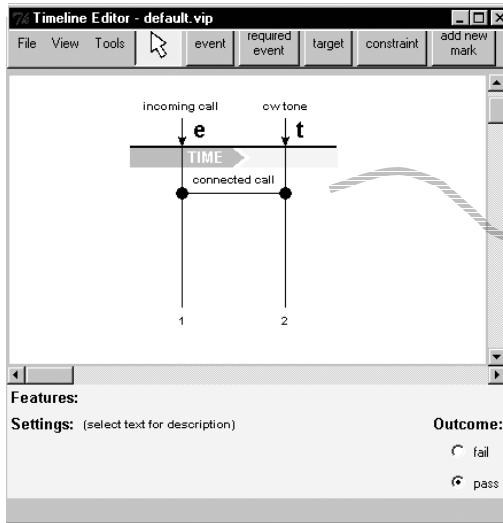 Timeline Editor - default.vip
File View Tools event required event target constraint add new mark
incoming call cw tone
e t
TIME
connected call
1 2
Features:
Settings: (select text for description) Outcome:
fail
pass